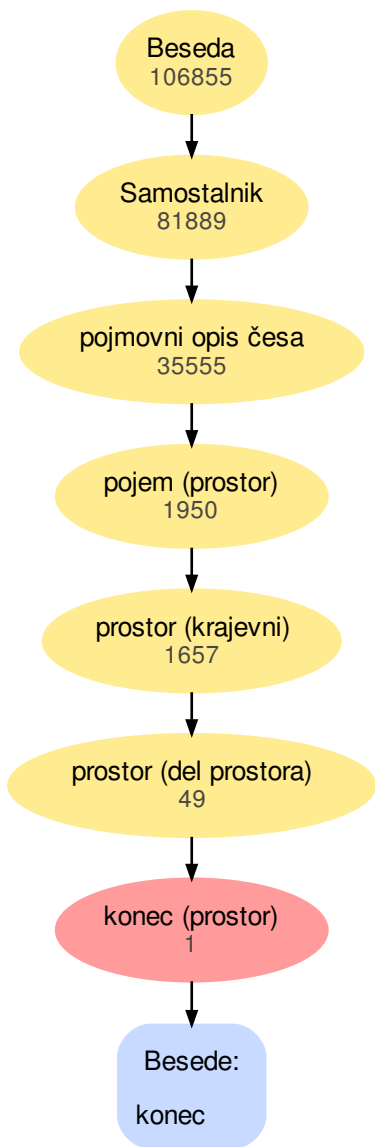 Beseda
106855
Samostalnik
81889
pojmovni opis česa
35555
pojem (prostor)
1950
prostor (krajevni)
1657
prostor (del prostora)
49
konec (prostor)
1
Besede:
konec